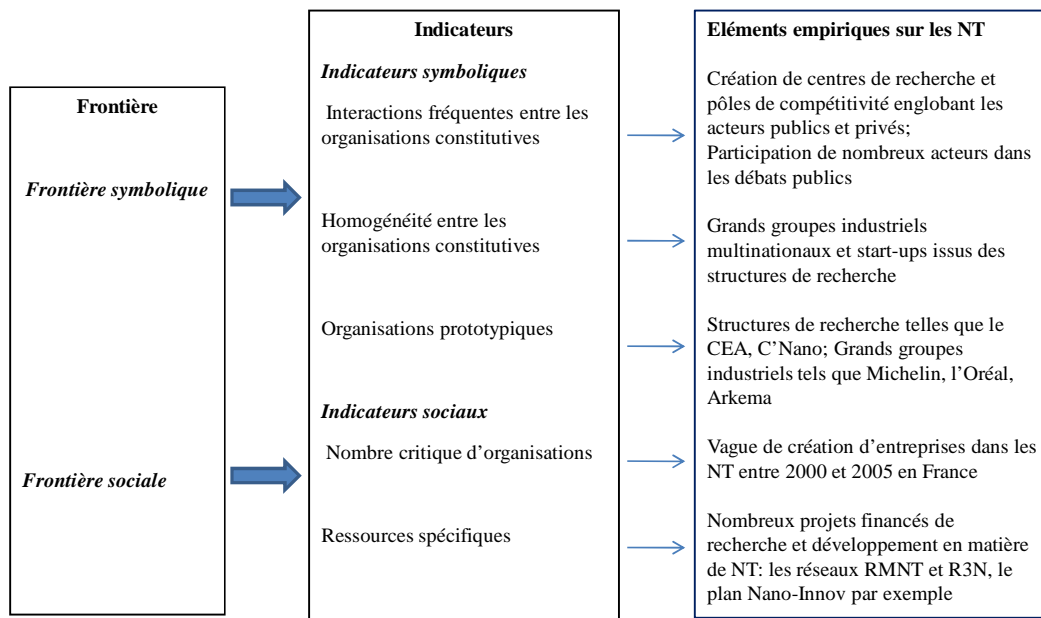 Frontière
Frontière symbolique
Frontière sociale
Indicateurs
Indicateurs symboliques
Interactions fréquentes entre les
organisations constitutives
Homogénéité entre les
organisations constitutives
Organisations prototypiques
Indicateurs sociaux
Nombre critique d’organisations
Ressources spécifiques
Eléments empiriques sur les NT
Création de centres de recherche et
pôles de compétitivité englobant les
acteurs publics et privés;
Participation de nombreux acteurs dans
les débats publics
Grands groupes industriels
multinationaux et start-ups issus des
structures de recherche
Structures de recherche telles que le
CEA, C’Nano; Grands groupes
industriels tels que Michelin, l’Oréal,
Arkema
Vague de création d’entreprises dans les
NT entre 2000 et 2005 en France
Nombreux projets financés de
recherche et développement en matière
de NT: les réseaux RMNT et R3N, le
plan Nano-Innov par exemple